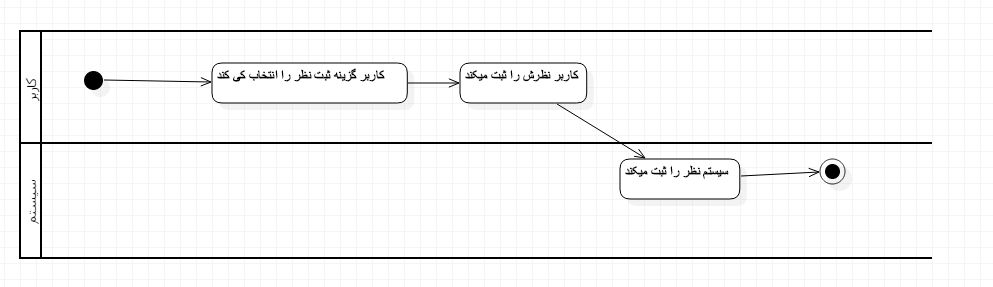 کاربر
کاربر گزینه ثبت نظر را انتخاب کی کند
کاربر نظرش را ثبت میکند
سیستم
سیستم نظر را ثبت میکند